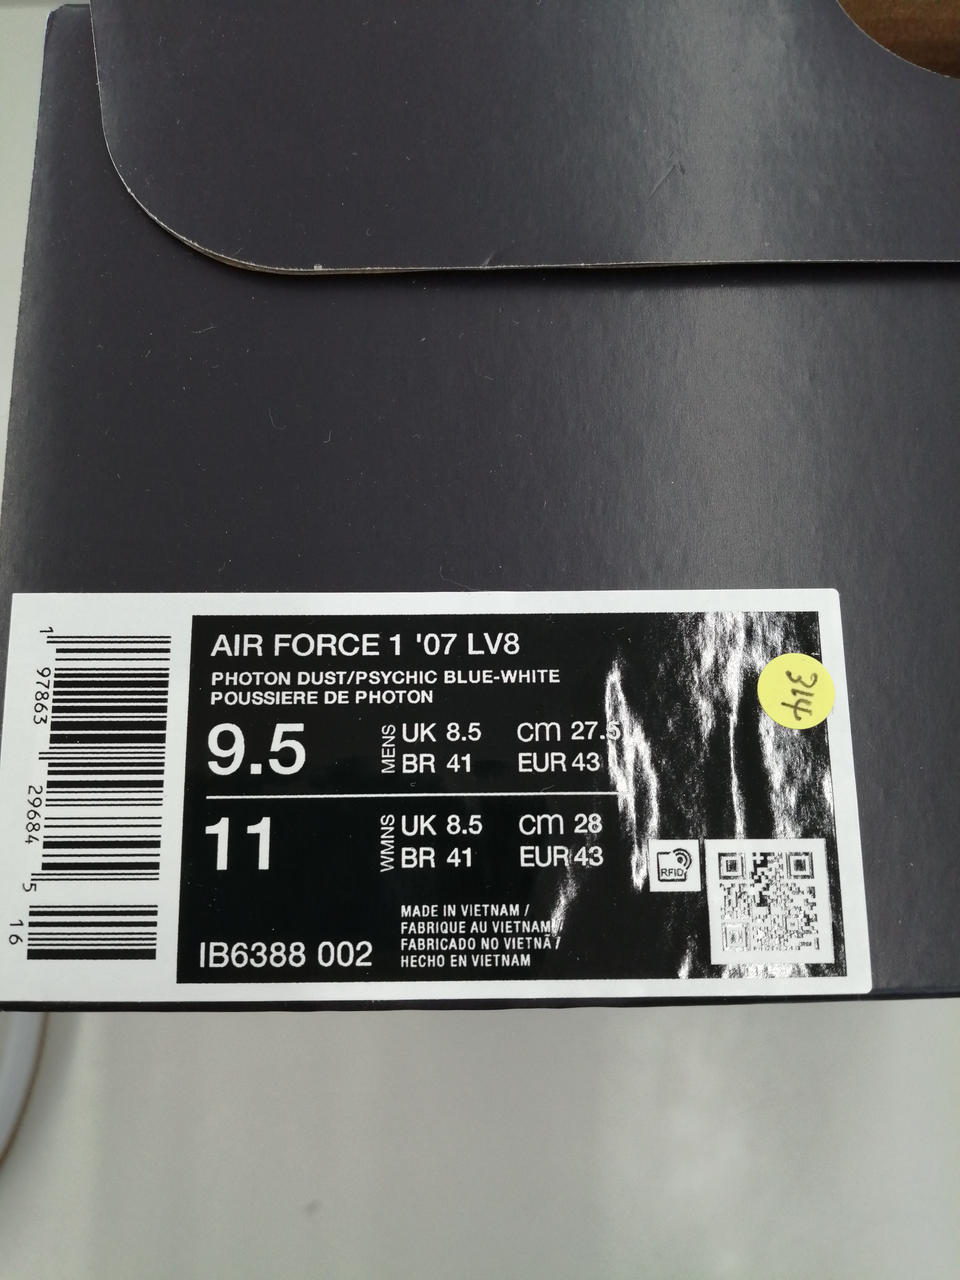 AIR FORCE 1 '07 LV8
PHOTON DUST/PSYCHIC BLUE-WHITE
POUSSIERE DE PHOTON
9.5 MENS UK 8.5 cm 27.5
BR 41 EUR 43
11 WMNS UK 8.5 cm 28
BR 41 EUR 43
MADE IN VIETNAM /
FABRIQUE AU VIETNAM/
FABRICADO NO VIETNA /
HECHO EN VIETNAM
IB6388 002
RFID
314
1 97863 29684 5 16